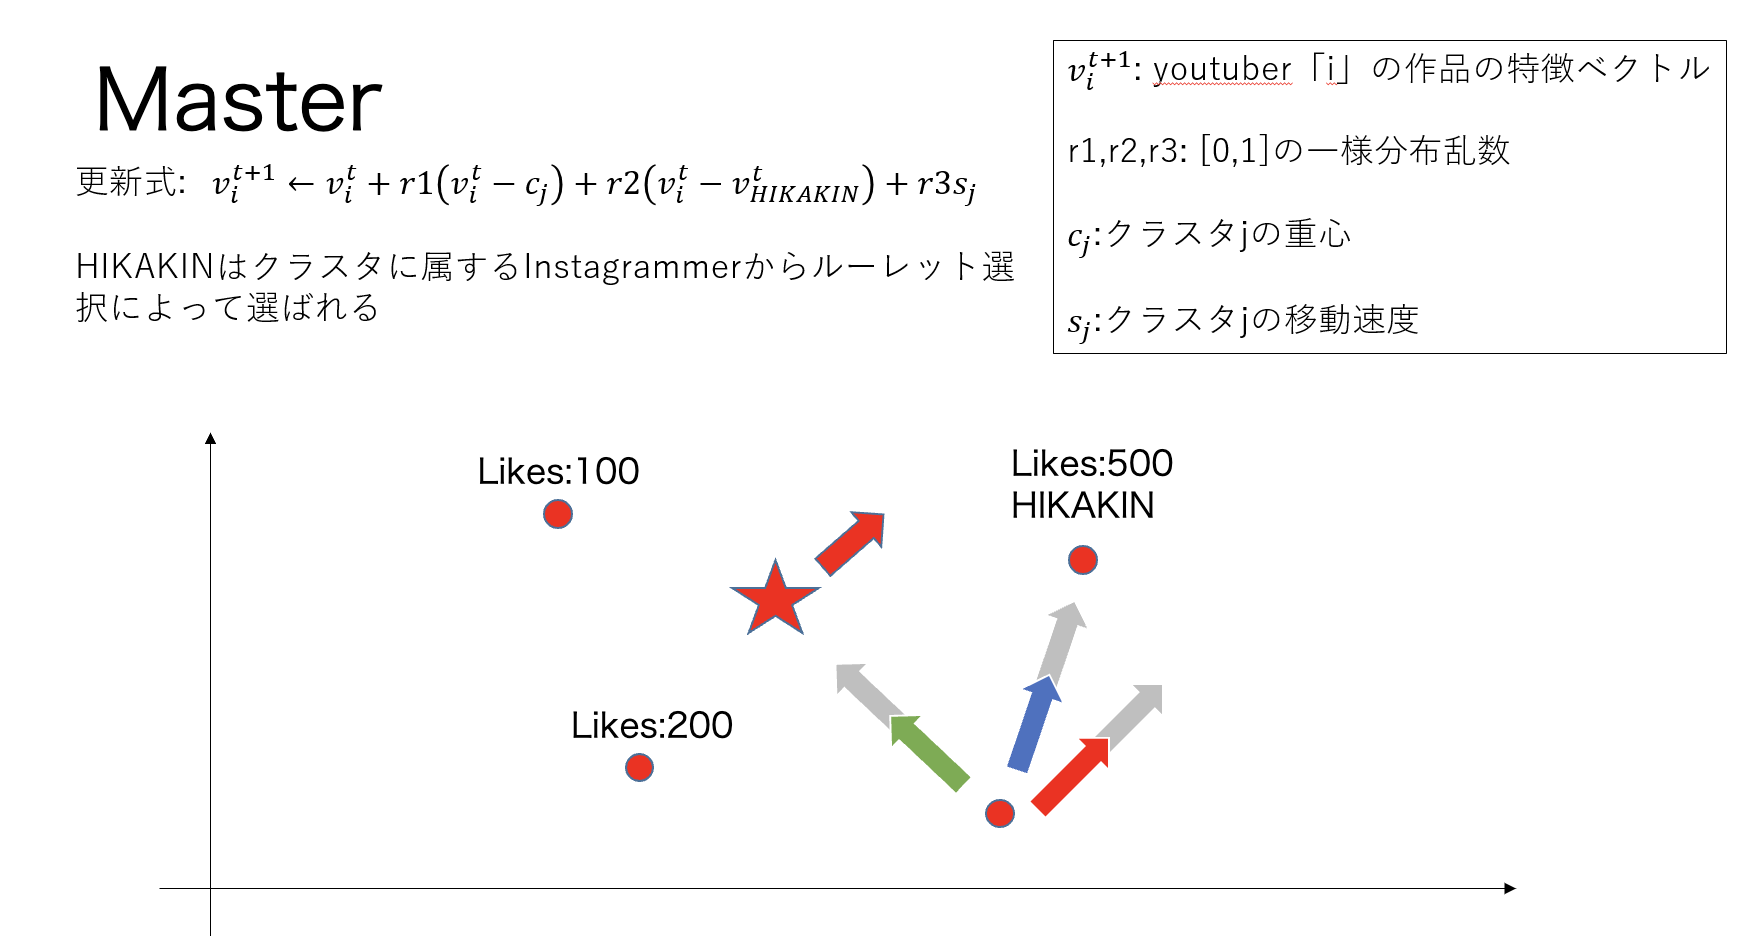 Master
更新式: v_i^{t+1} ← v_i^t + r1(v_i^t − c_j) + r2(v_i^t − v_{HIKAKIN}^t) + r3s_j
HIKAKINはクラスタに属するInstagrammerからルーレット選
択によって選ばれる
v_i^{t+1}: youtuber「i」の作品の特徴ベクトル
r1,r2,r3: [0,1]の一様分布乱数
c_j:クラスタjの重心
s_j:クラスタjの移動速度
Likes:100
Likes:500
HIKAKIN
Likes:200